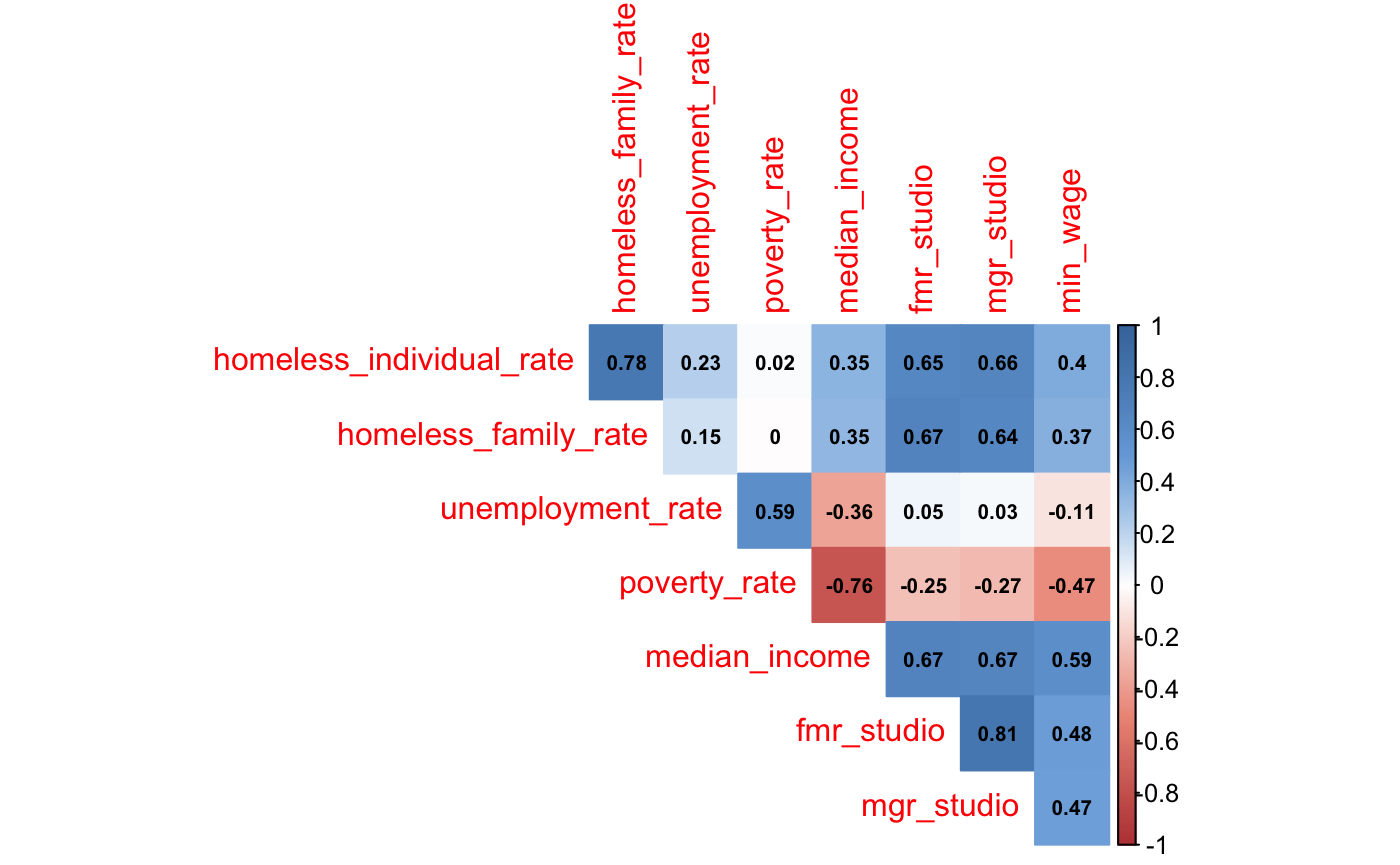 homeless_family_rate
unemployment_rate
poverty_rate
median_income
fmr_studio
mgr_studio
min_wage
homeless_individual_rate 0.78 0.23 0.02 0.35 0.65 0.66 0.4
homeless_family_rate 0.15 0 0.35 0.67 0.64 0.37
unemployment_rate 0.59 -0.36 0.05 0.03 -0.11
poverty_rate -0.76 -0.25 -0.27 -0.47
median_income 0.67 0.67 0.59
fmr_studio 0.81 0.48
mgr_studio 0.47
1
0.8
0.6
0.4
0.2
0
-0.2
-0.4
-0.6
-0.8
-1